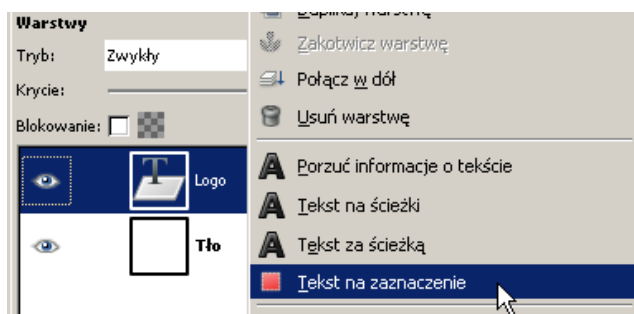 Warstwy
Tryb: Zwykły
Krycie:
Blokowanie:
Logo
Tło
Zakotwicz warstwę
Połącz w dół
Usuń warstwę
Porzuć informacje o tekście
Tekst na ścieżki
Tekst za ścieżką
Tekst na zaznaczenie